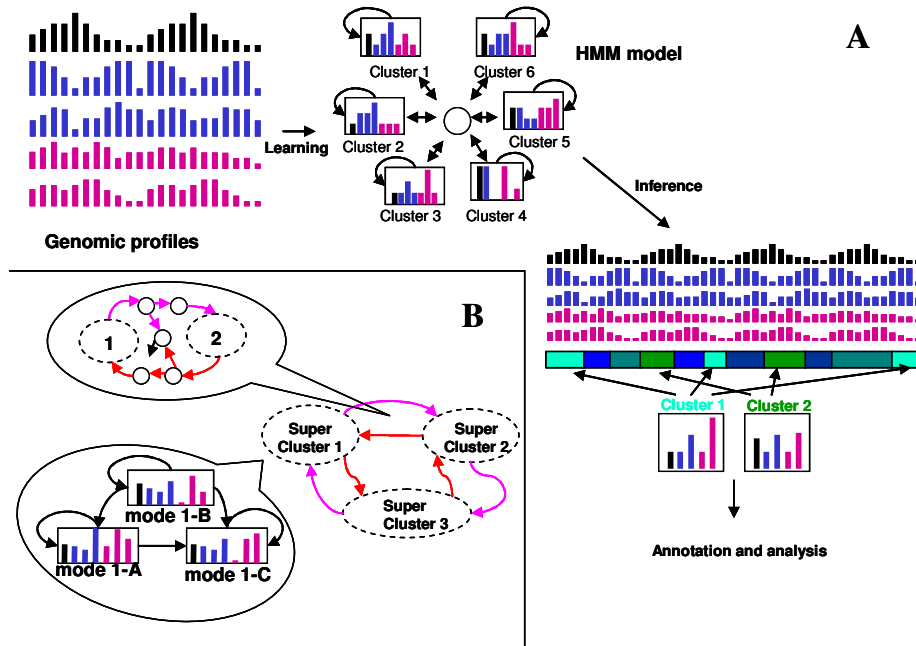 A
HMM model
Cluster 1
Cluster 6
Learning
Cluster 2
Cluster 5
Cluster 3
Cluster 4
Inference
Genomic profiles
B
1
2
Super
Cluster 1
Super
Cluster 2
Super
Cluster 3
mode 1-B
mode 1-A
mode 1-C
Cluster 1
Cluster 2
Annotation and analysis